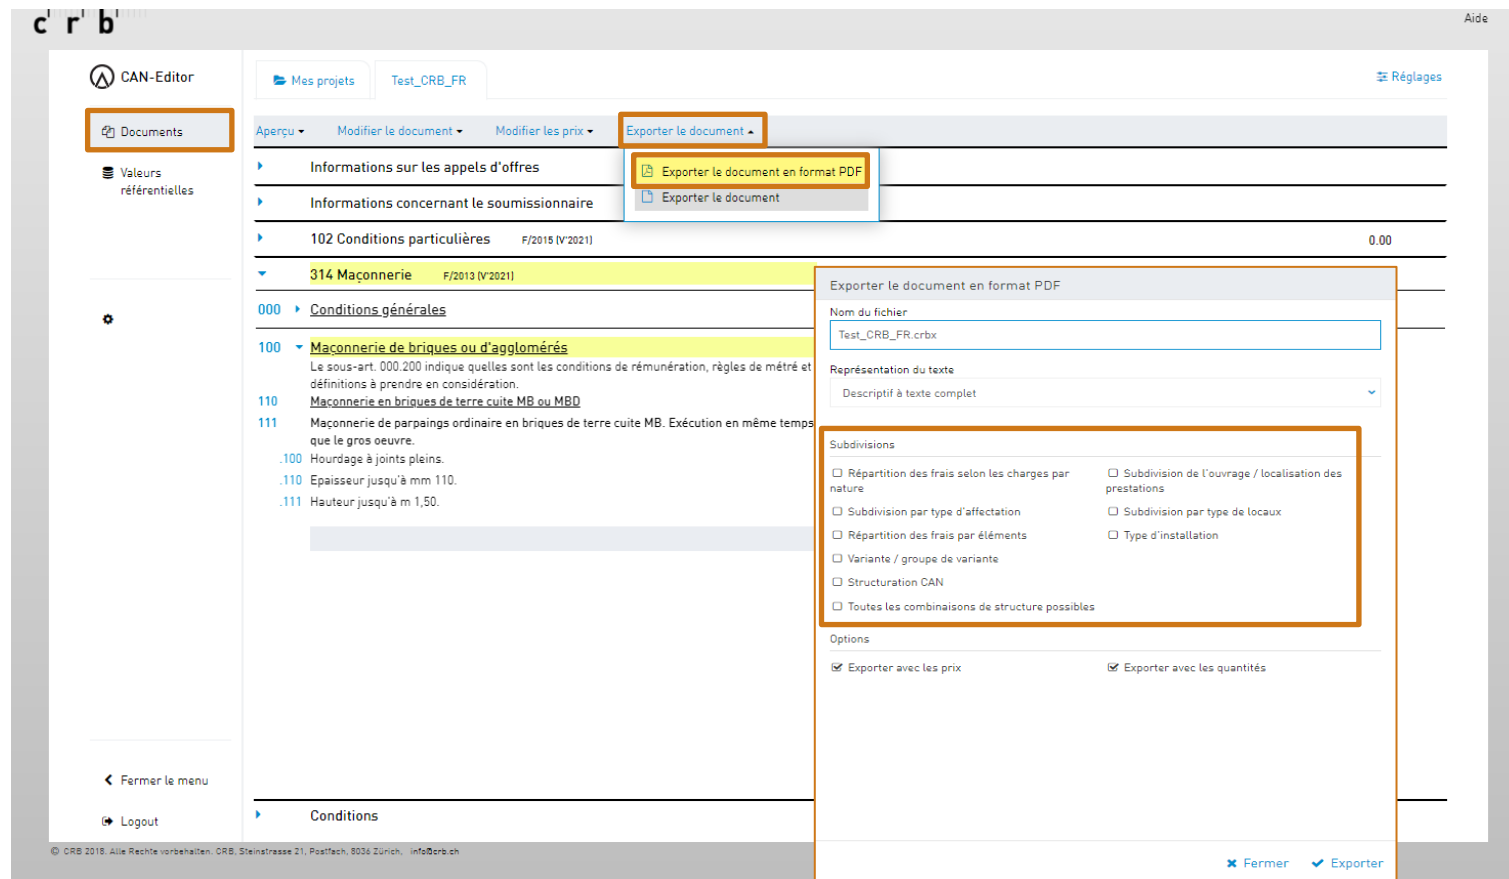 c r b
Aide
CAN-Editor
Mes projets
Test_CRB_FR
Réglages
Documents
Aperçu
Modifier le document
Modifier les prix
Exporter le document
Valeurs
référentielles
Informations sur les appels d'offres
Exporter le document en format PDF
Informations concernant le soumissionnaire
Exporter le document
102 Conditions particulières F/2015 (V'2021)
0.00
314 Maçonnerie F/2013 (V'2021)
000 Conditions générales
100 Maçonnerie de briques ou d'agglomérés
Le sous-art. 000.200 indique quelles sont les conditions de rémunération, règles de métré et
définitions à prendre en considération.
110 Maçonnerie en briques de terre cuite MB ou MBD
111 Maçonnerie de parpaings ordinaire en briques de terre cuite MB. Exécution en même temps
que le gros oeuvre.
.100 Hourdage à joints pleins.
.110 Epaisseur jusqu'à mm 110.
.111 Hauteur jusqu'à m 1,50.
Exporter le document en format PDF
Nom du fichier
Test_CRB_FR.crbx
Représentation du texte
Descriptif à texte complet
Subdivisions
Répartition des frais selon les charges par
nature
Subdivision de l'ouvrage / localisation des
prestations
Subdivision par type d'affectation
Subdivision par type de locaux
Répartition des frais par éléments
Type d'installation
Variante / groupe de variante
Structuration CAN
Toutes les combinaisons de structure possibles
Options
Exporter avec les prix
Exporter avec les quantités
Fermer
Exporter
Fermer le menu
Conditions
Logout
© CRB 2018. Alle Rechte vorbehalten. CRB, Steinstrasse 21, Postfach, 8036 Zürich, info@crb.ch